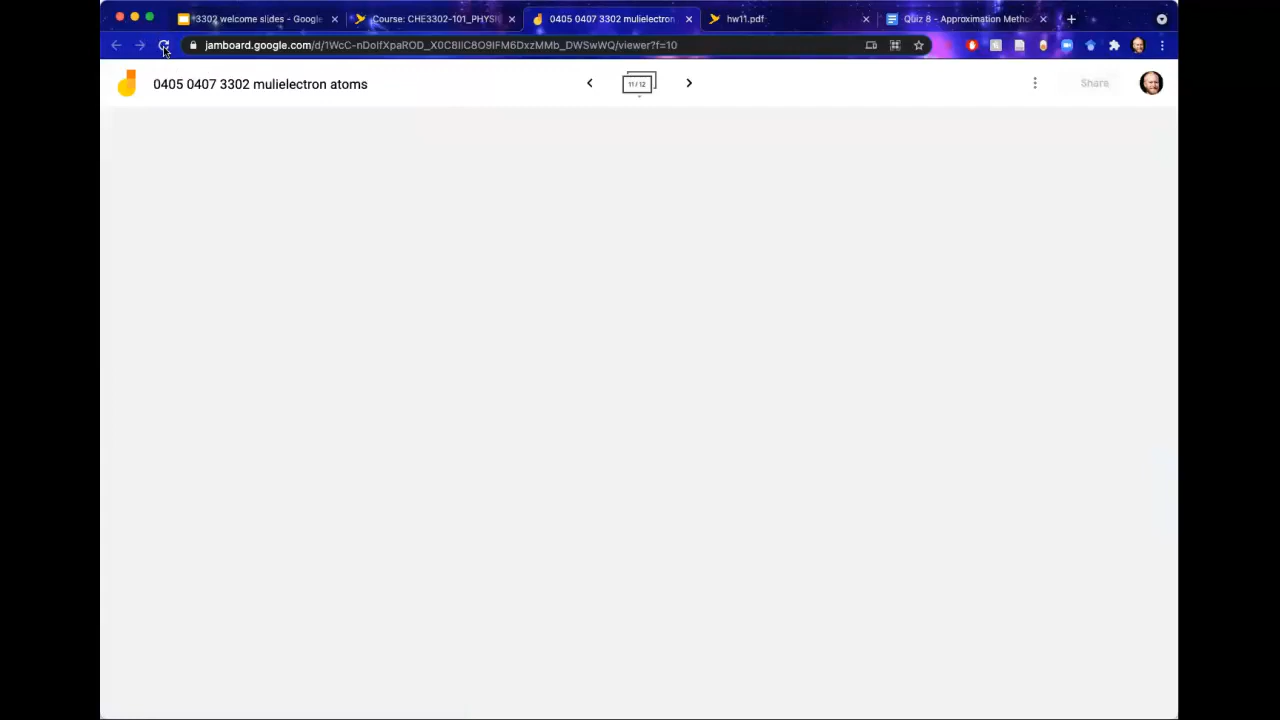 *3302 welcome slides - Google
Course: CHE3302-101_PHYSI
0405 0407 3302 mulielectron
hw11.pdf
Quiz 8 - Approximation Metho
jamboard.google.com/d/1WcC-nDoIfXpaROD_X0C8IIC8Q9IFM6DxzMMb_DWSwWQ/viewer?f=10
0405 0407 3302 mulielectron atoms
11 / 12
Share